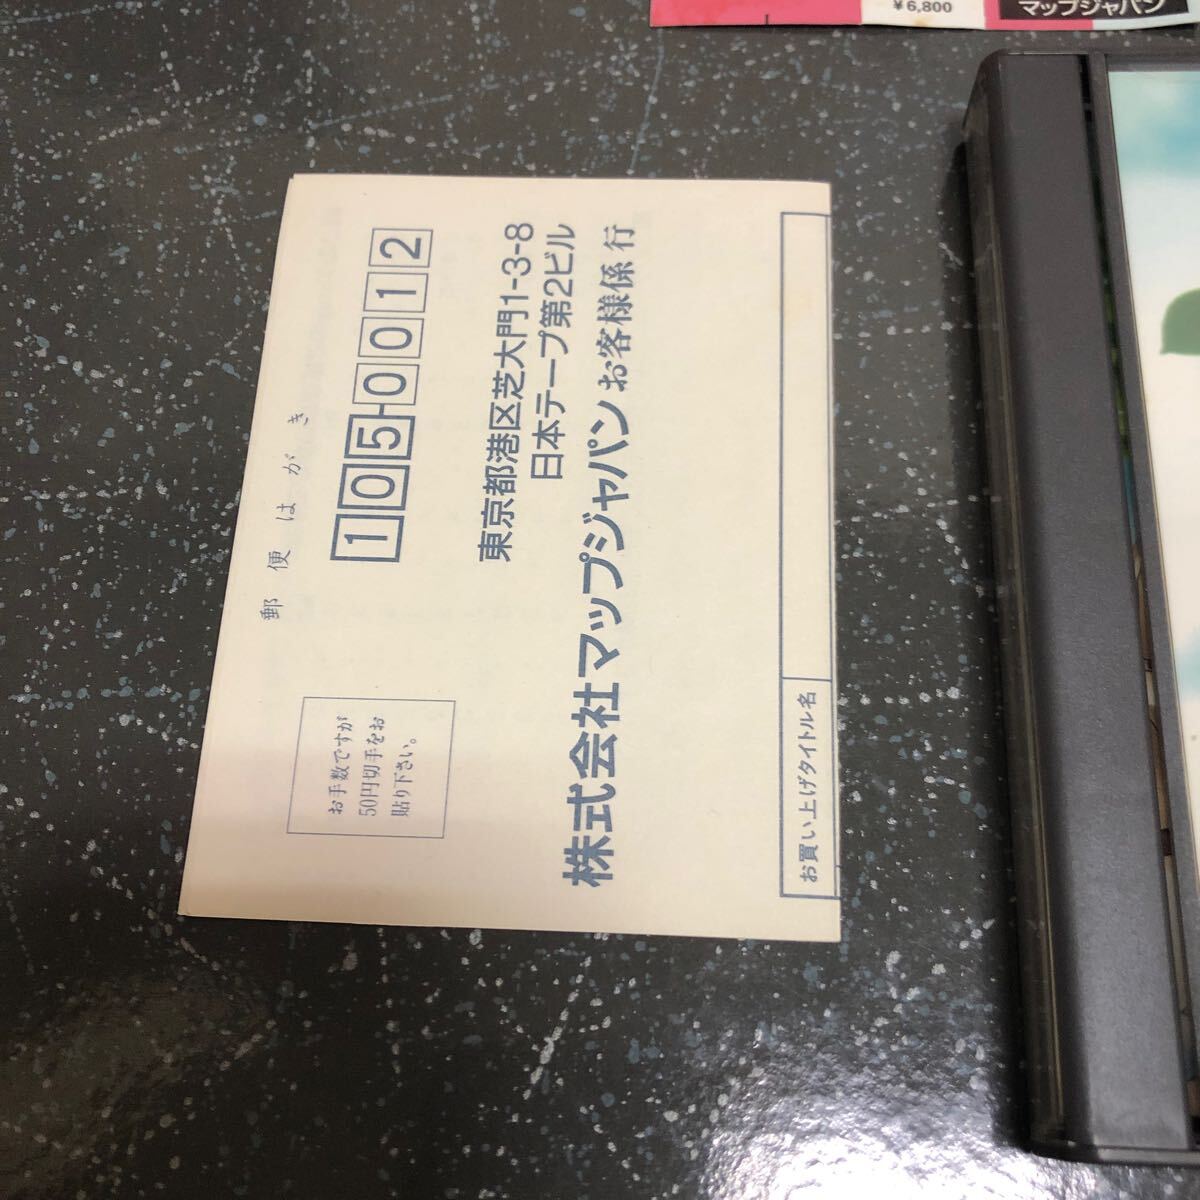 ¥6,800
マップジャパン
郵便はがき
105-0012
東京都港区芝大門1-3-8
日本テープ第2ビル
株式会社マップジャパンお客様係 行
お手数ですが
50円切手をお
貼り下さい。
お買い上げタイトル名